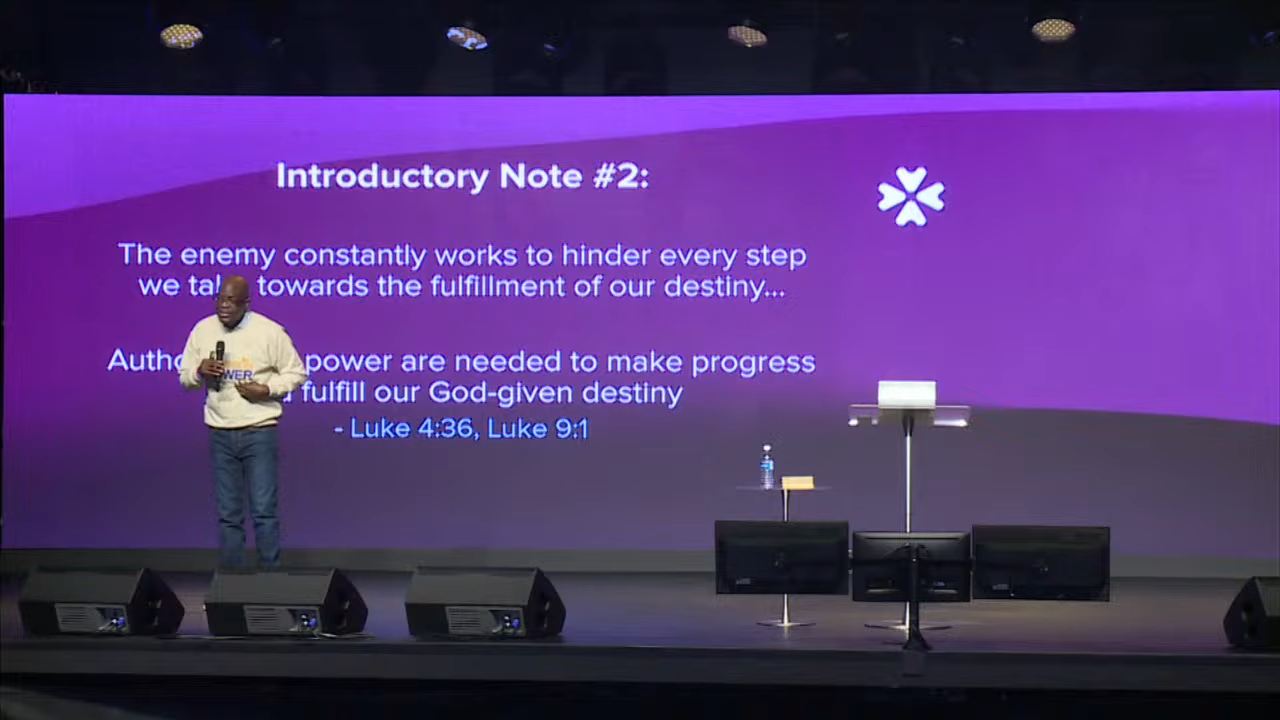 Introductory Note #2:
The enemy constantly works to hinder every step
we towards the fulfillment of our destiny...
power are needed to make progress
fulfill our God-given destiny
- Luke 4:36, Luke 9:1